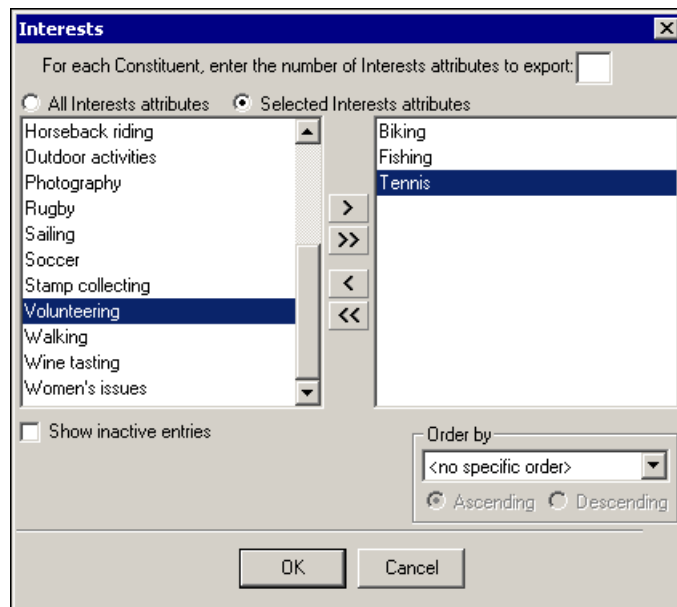 Interests
For each Constituent, enter the number of Interests attributes to export:
All Interests attributes Selected Interests attributes
Horseback riding
Outdoor activities
Photography
Rugby
Sailing
Soccer
Stamp collecting
Volunteering
Walking
Wine tasting
Women's issues
>
>>
<
<<
Biking
Fishing
Tennis
Show inactive entries
Order by
<no specific order>
Ascending Descending
OK Cancel